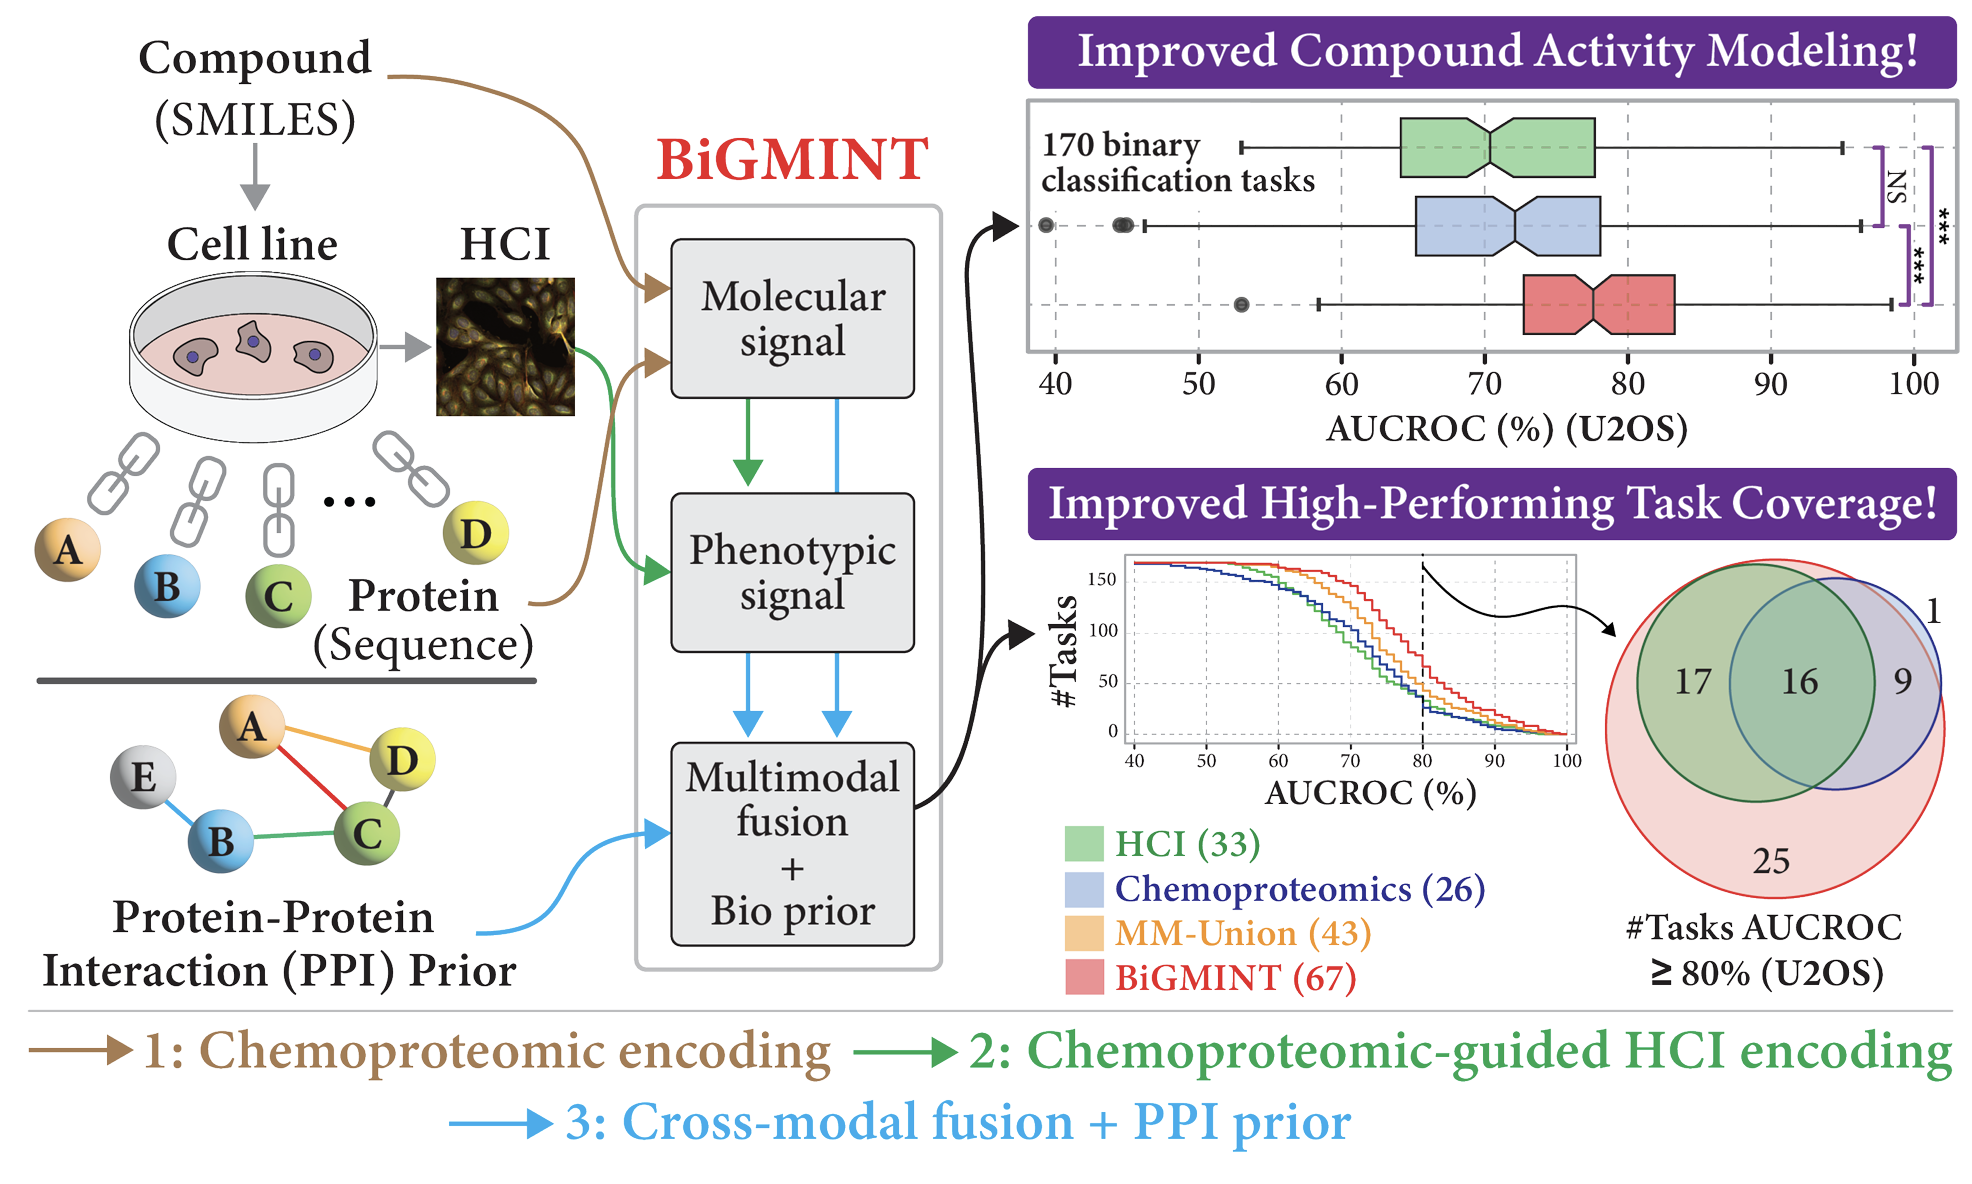 Compound
(SMILES)
Cell line
HCI
A
B
C
...
D
Protein
(Sequence)
A
D
E
B
C
Protein-Protein
Interaction (PPI) Prior
BiGMINT
Molecular
signal
Phenotypic
signal
Multimodal
fusion
+
Bio prior
Improved Compound Activity Modeling!
170 binary
classification tasks
NS
***
***
40 50 60 70 80 90 100
AUCROC (%) (U2OS)
Improved High-Performing Task Coverage!
#Tasks
150
100
50
0
40 50 60 70 80 90 100
AUCROC (%)
1
17
16
9
25
#Tasks AUCROC
≥ 80% (U2OS)
HCI (33)
Chemoproteomics (26)
MM-Union (43)
BiGMINT (67)
1: Chemoproteomic encoding
2: Chemoproteomic-guided HCI encoding
3: Cross-modal fusion + PPI prior